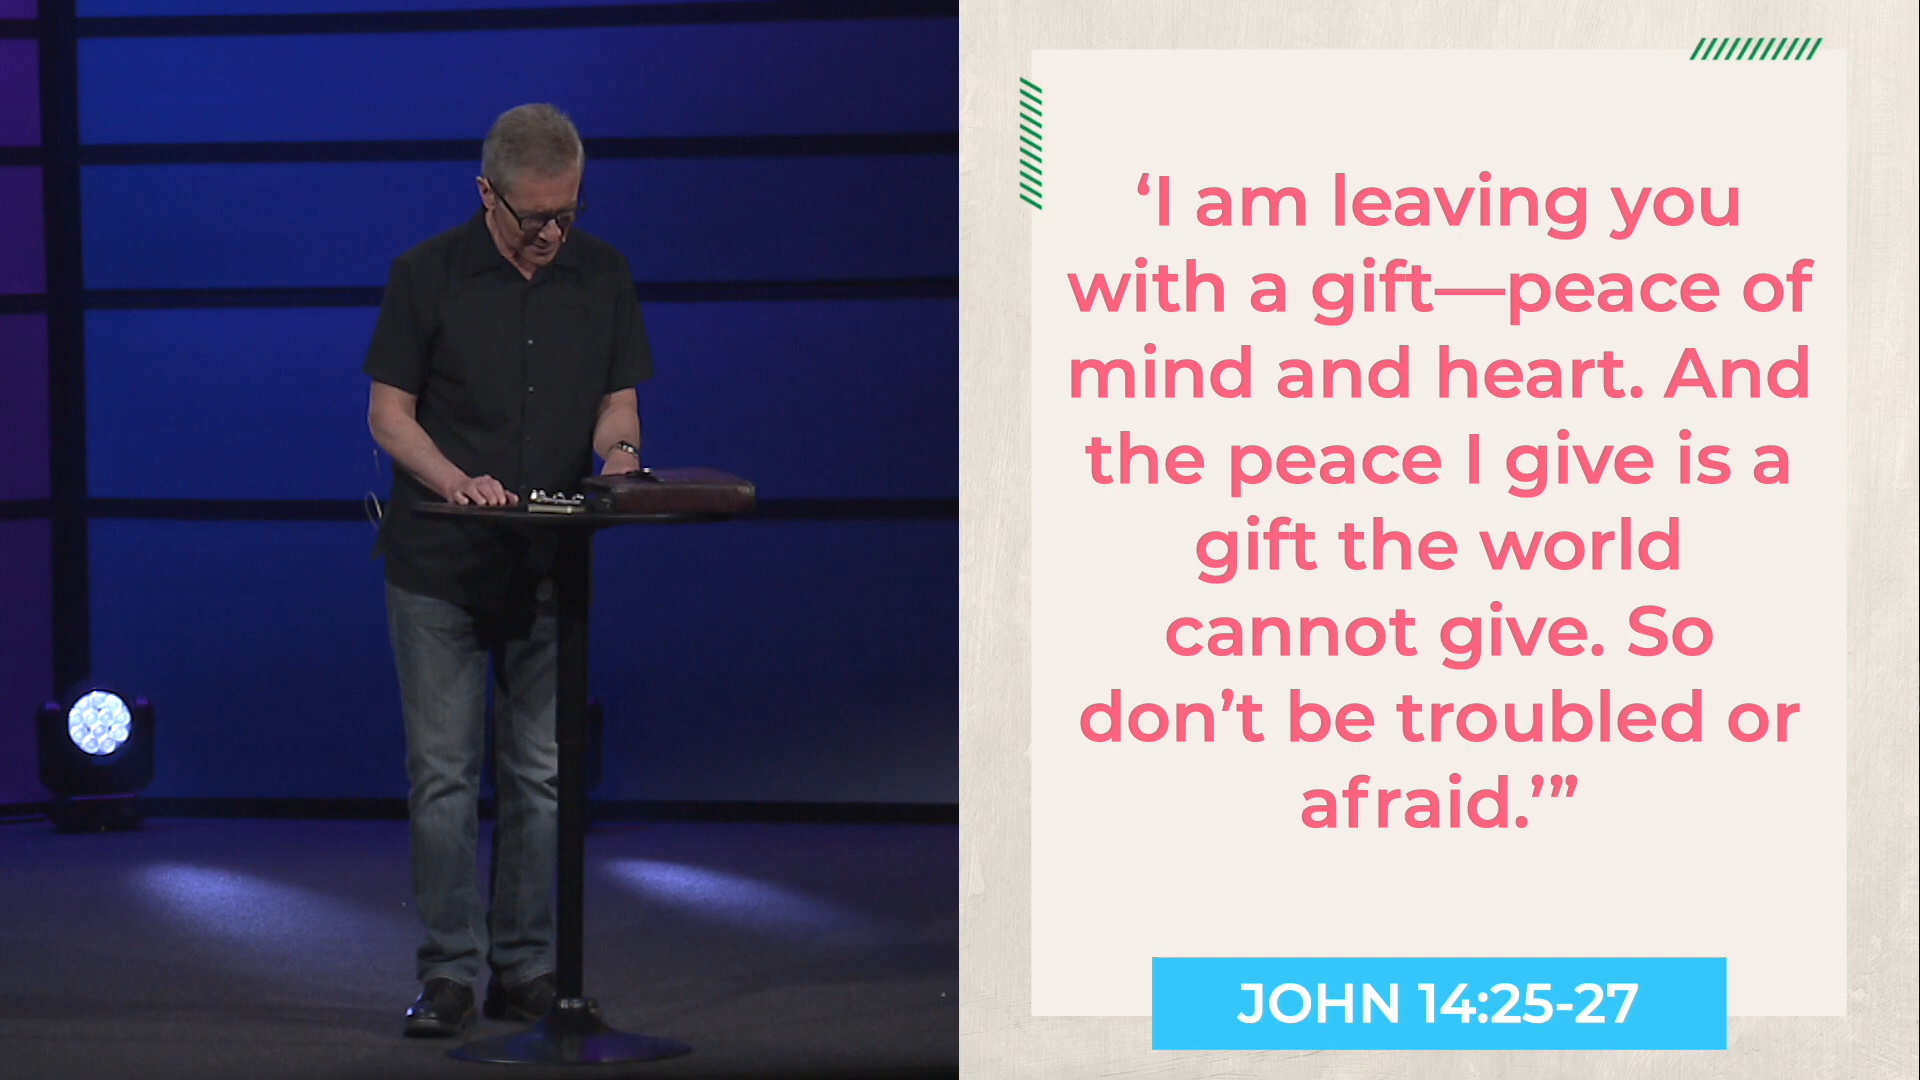 ‘I am leaving you
with a gift—peace of
mind and heart. And
the peace I give is a
gift the world
cannot give. So
don’t be troubled or
afraid.’”
JOHN 14:25-27